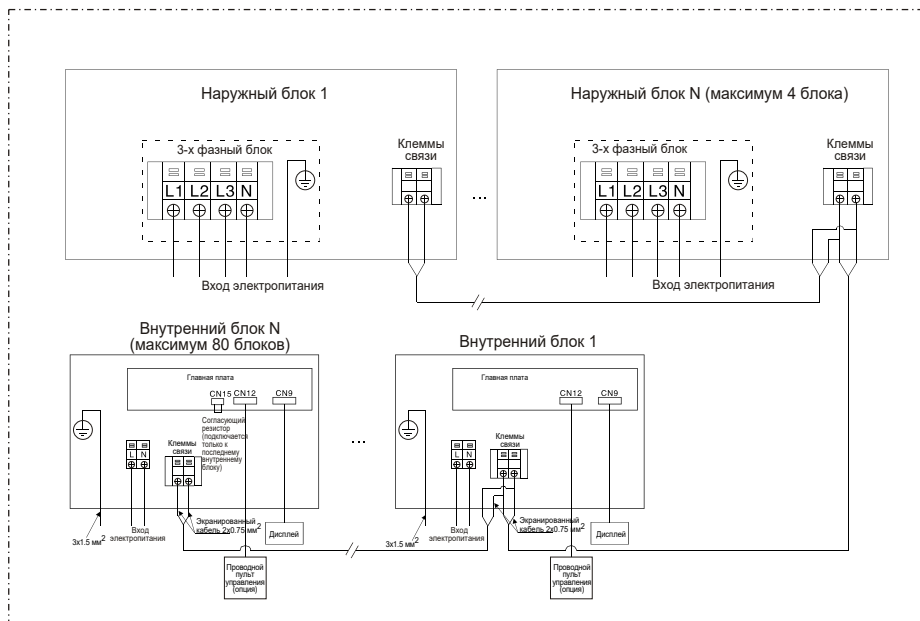 Наружный блок 1
3-х фазный блок
L1 L2 L3 N
Клеммы
связи
Вход электропитания
...
Наружный блок N (максимум 4 блока)
3-х фазный блок
L1 L2 L3 N
Клеммы
связи
Вход электропитания
Внутренний блок N
(максимум 80 блоков)
Главная плата
CN15 CN12 CN9
Согласующий
резистор
(подключается
только к
последнему
внутреннему
блоку)
L N
Клеммы
связи
3x1.5 мм2
Вход
электропитания
Экранированный
кабель 2x0.75 мм2
Дисплей
Проводной
пульт
управления
(опция)
...
Внутренний блок 1
Главная плата
CN12 CN9
L N
Клеммы
связи
3x1.5 мм2
Вход
электропитания
Экранированный
кабель 2x0.75 мм2
Дисплей
Проводной
пульт
управления
(опция)